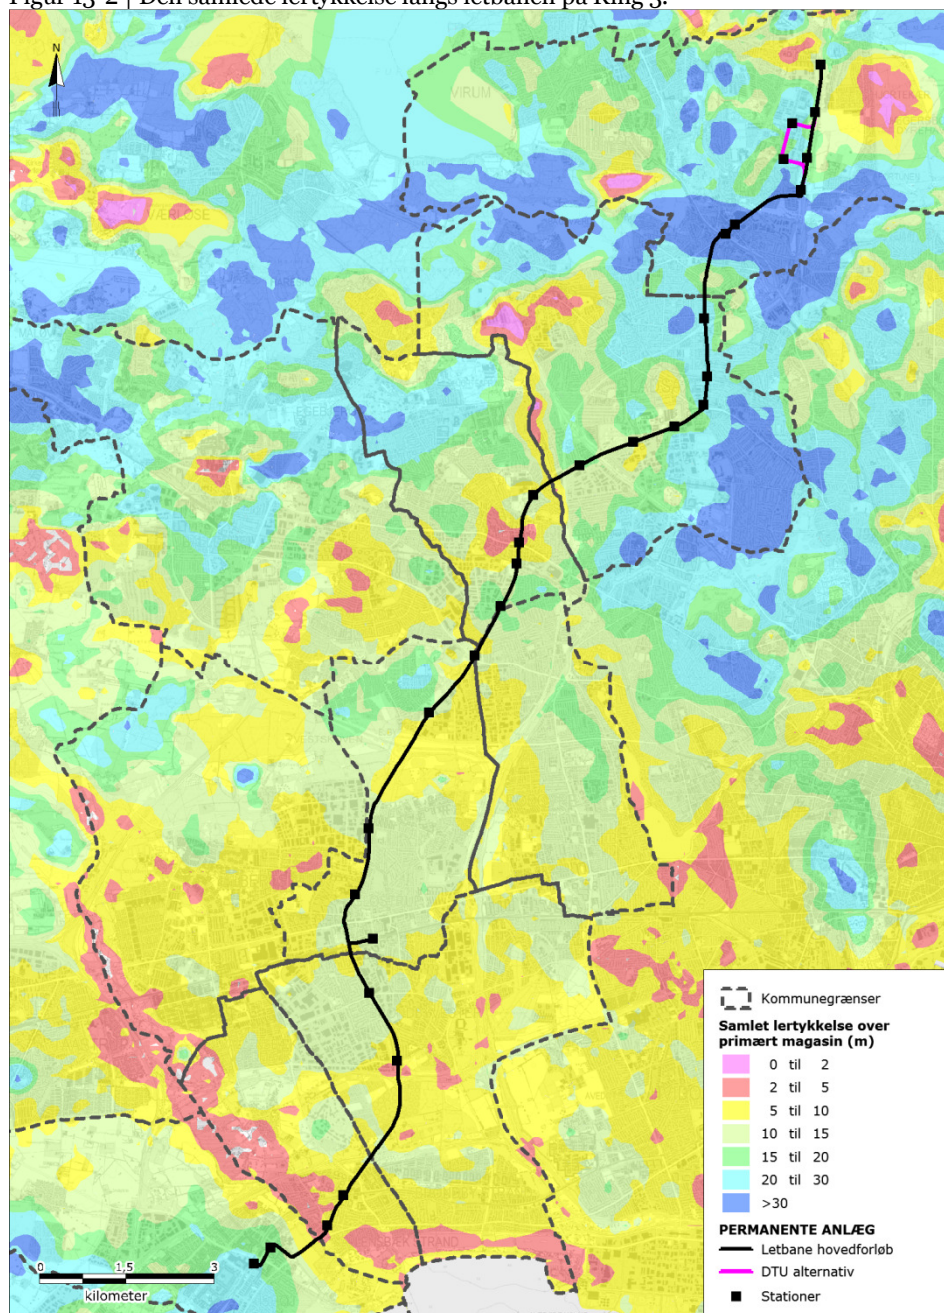 Figur 13-2 | Den samlede lertykkelse langs letbanen på Ring 3.
N
VIRUM
VÆRLØSE
Kommunegrænser
Samlet lertykkelse over
primært magasin (m)
0 til 2
2 til 5
5 til 10
10 til 15
15 til 20
20 til 30
>30
PERMANENTE ANLÆG
Letbane hovedforløb
DTU alternativ
Stationer
0 1,5 3
kilometer